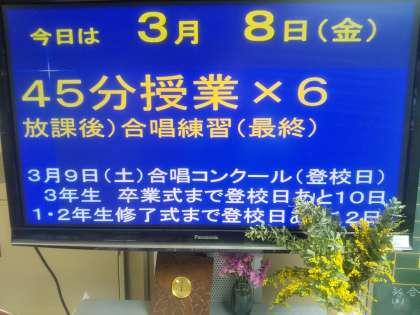 今日は 3月 8日(金)
45分授業×6
放課後)合唱練習(最終)
3月9日(土)合唱コンクール(登校日)
3年生 卒業式まで登校日あと10日
1・2年生修了式まで登校日あ 2日
Panasonic